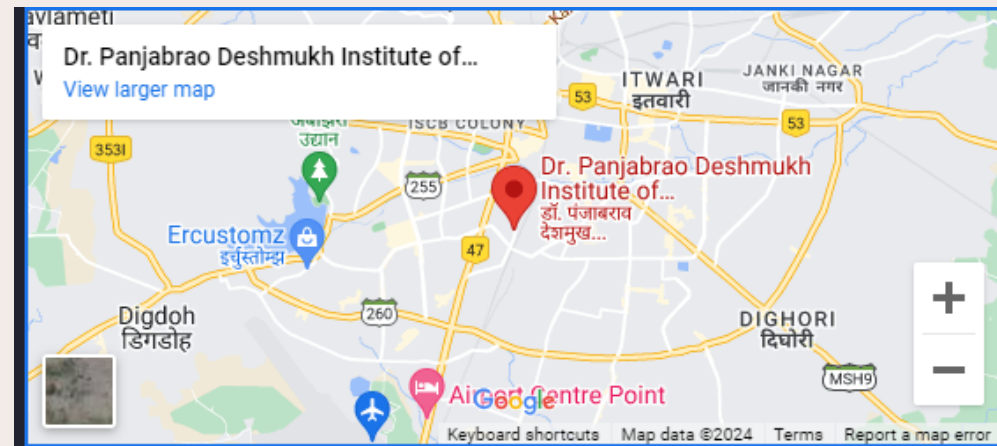 avlameti
Dr. Panjabrao Deshmukh Institute of...
View larger map
उद्यान
ISCB COLONY
ITWARI
इतवारी
JANKI NAGAR
जानकी नगर
53
53
353I
255
Dr. Panjabrao Deshmukh
Institute of...
डॉ. पंजाबराव
देशमुख...
Ercustomz
इर्चुस्तोम्झ
47
Digdoh
डिगडोह
260
DIGHORI
दिघोरी
MSH9
Airport Centre Point
Google
Keyboard shortcuts Map data ©2024 Terms Report a map error